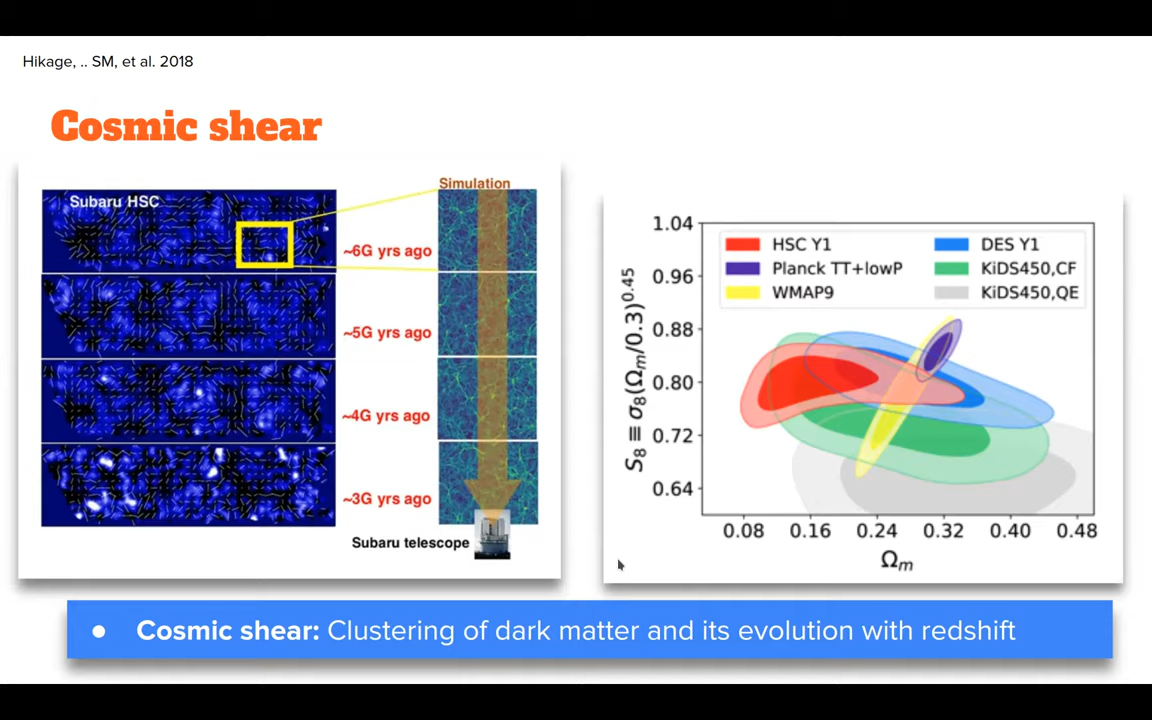 Hikage, .. SM, et al. 2018
Cosmic shear
Simulation
Subaru HSC
~6G yrs ago
~5G yrs ago
~4G yrs ago
~3G yrs ago
Subaru telescope
1.04
0.96
0.88
0.80
0.72
0.64
S₈ ≡ σ₈(Ωₘ/0.3)⁰·⁴⁵
HSC Y1
Planck TT+lowP
WMAP9
DES Y1
KiDS450,CF
KiDS450,QE
0.08 0.16 0.24 0.32 0.40 0.48
Ωₘ
● Cosmic shear: Clustering of dark matter and its evolution with redshift